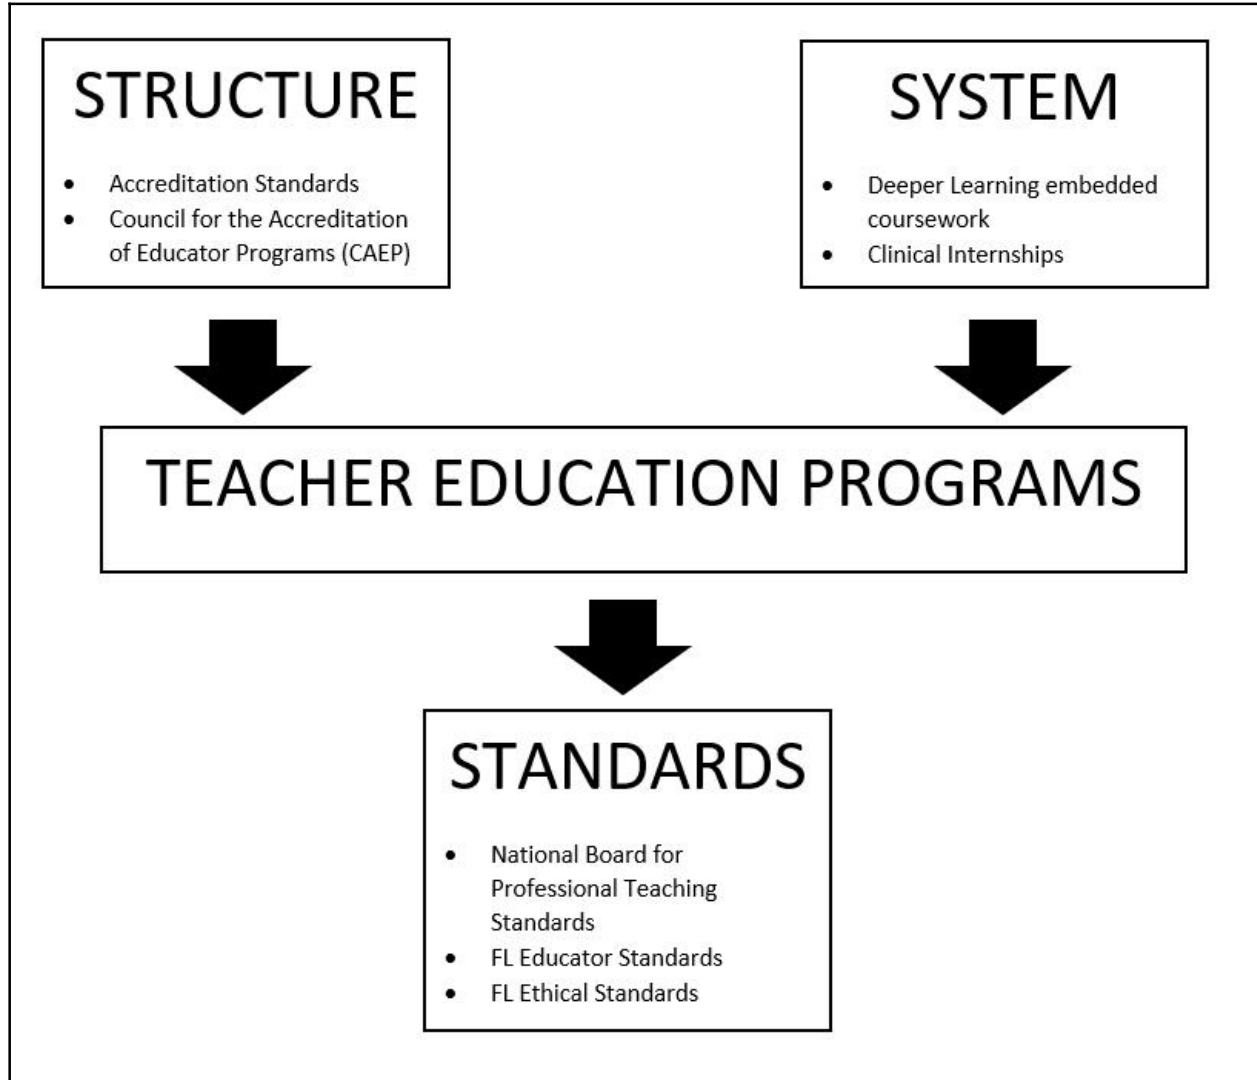 STRUCTURE
• Accreditation Standards
• Council for the Accreditation
of Educator Programs (CAEP)
SYSTEM
• Deeper Learning embedded
coursework
• Clinical Internships
TEACHER EDUCATION PROGRAMS
STANDARDS
• National Board for
Professional Teaching
Standards
• FL Educator Standards
• FL Ethical Standards